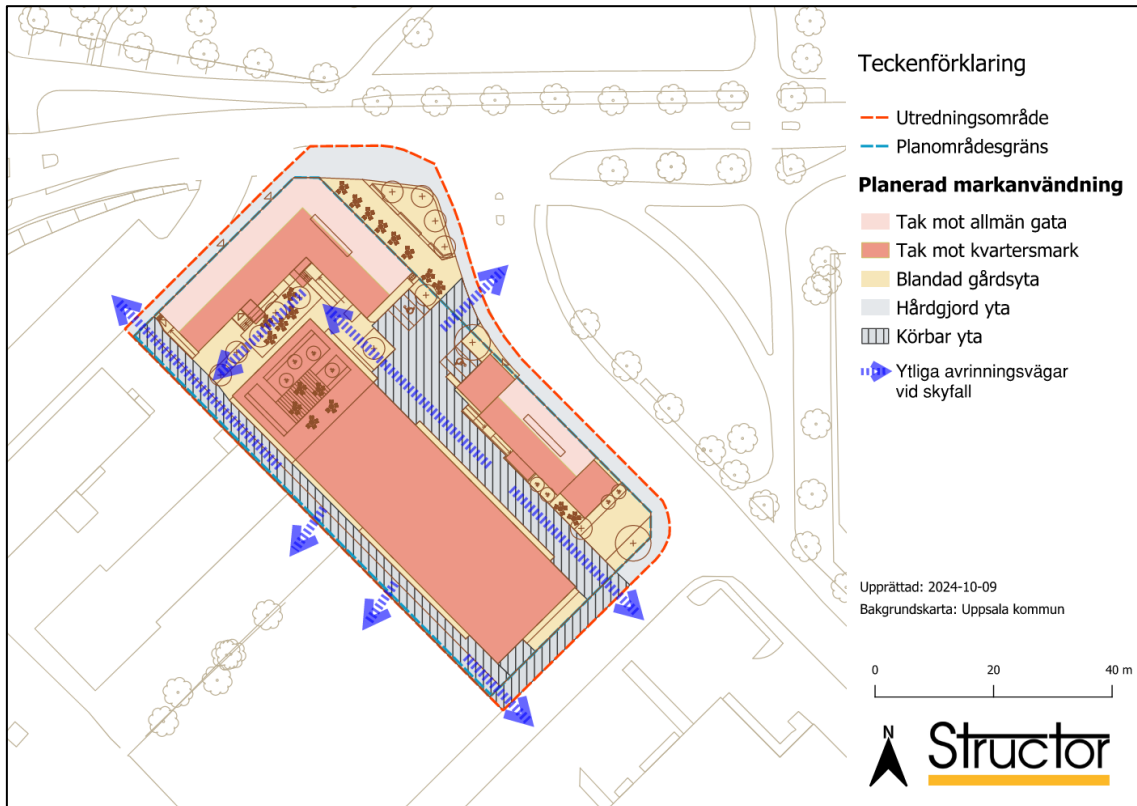 Teckenförklaring
Utredningsområde
Planområdesgräns
Planerad markanvändning
Tak mot allmän gata
Tak mot kvartersmark
Blandad gårdsyta
Hårdgjord yta
Körbar yta
Ytliga avrinningsvägar
vid skyfall
Upprättad: 2024-10-09
Bakgrundskarta: Uppsala kommun
0 20 40 m
N
Structor